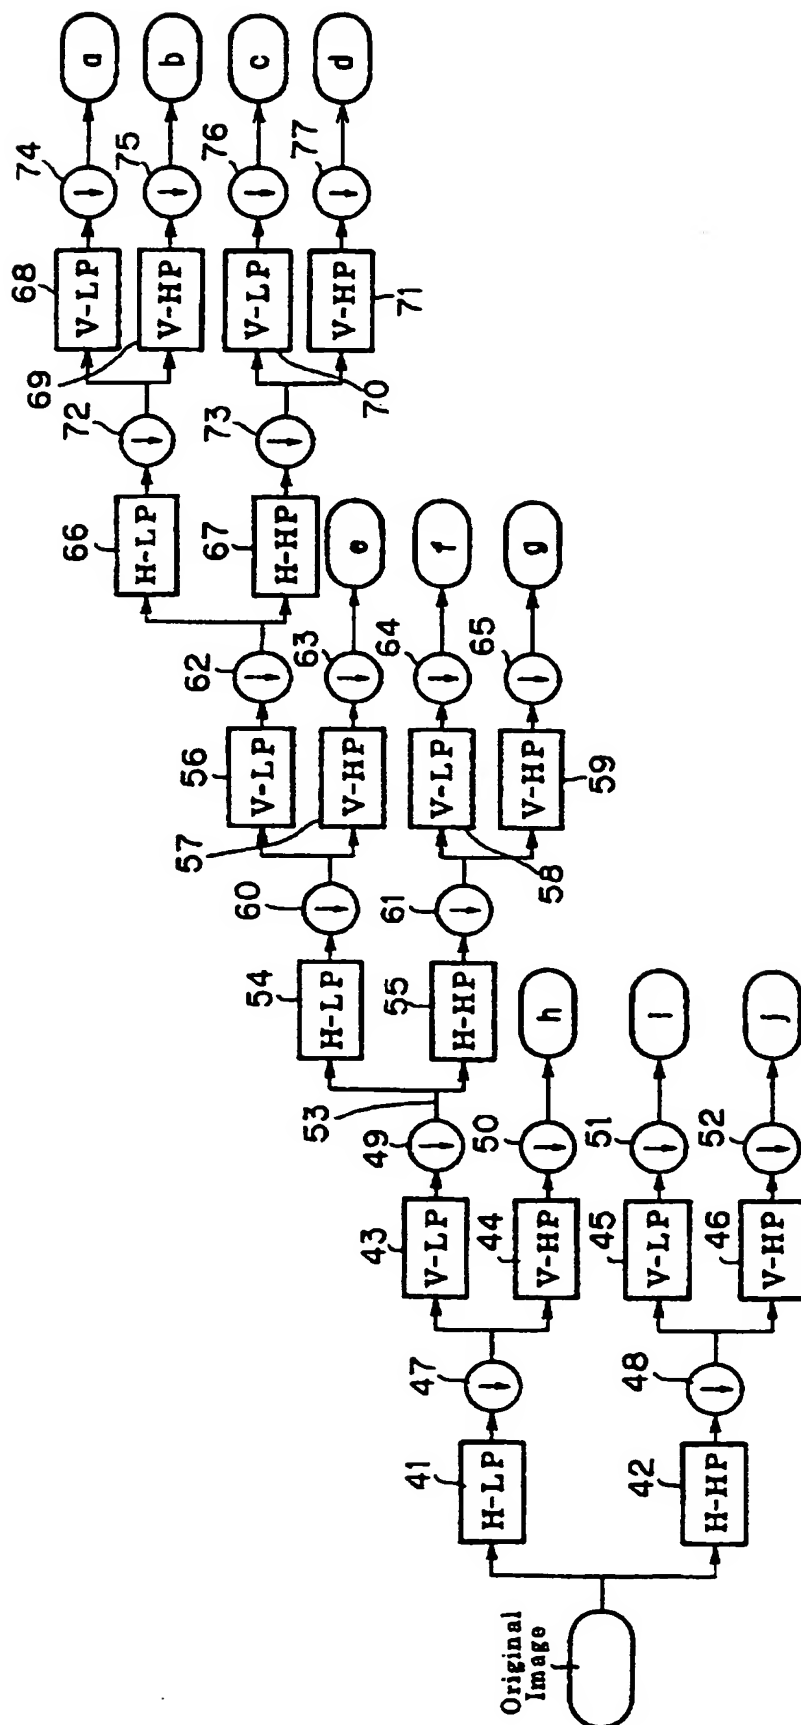 Original
Image
41
H-LP
42
H-HP
47
48
43
V-LP
44
V-HP
45
V-LP
46
V-HP
49
50
51
52
53
h
i
j
54
H-LP
55
H-HP
60
61
56
V-LP
57
V-HP
58
V-LP
59
V-HP
62
63
64
65
e
f
g
66
H-LP
67
H-HP
72
73
68
V-LP
69
V-HP
70
V-LP
71
V-HP
74
75
76
77
a
b
c
d